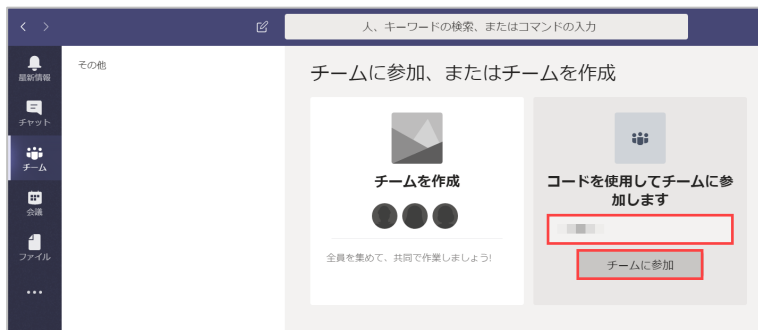 人、キーワードの検索、またはコマンドの入力
最新情報
チャット
チーム
会議
ファイル
その他
チームに参加、またはチームを作成
チームを作成
全員を集めて、共同で作業しましょう!
コードを使用してチームに参
加します
チームに参加